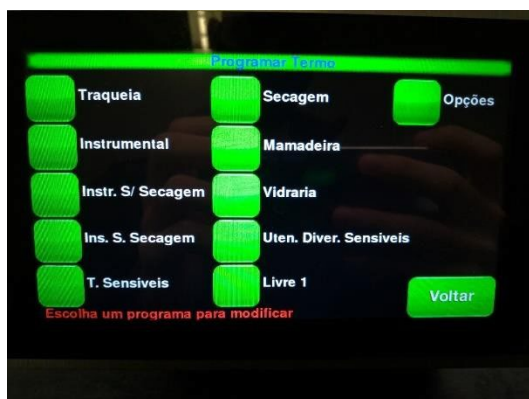 Programar Termo
Traqueia
Secagem
Opções
Instrumental
Mamadeira
Instr. S/ Secagem
Vidraria
Ins. S. Secagem
Uten. Diver. Sensiveis
T. Sensiveis
Livre 1
Voltar
Escolha um programa para modificar